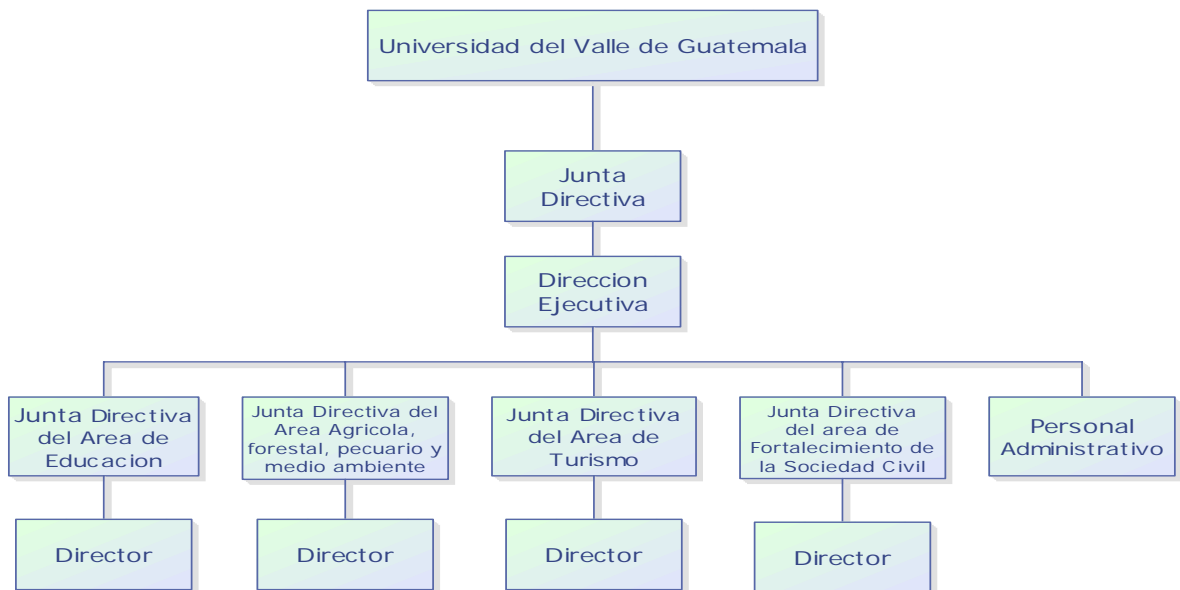 Universidad del Valle de Guatemala
Junta
Directiva
Direccion
Ejecutiva
Junta Directiva
del Area de
Educacion
Junta Directiva del
Area Agricola,
forestal, pecuario y
medio ambiente
Junta Directiva
del Area de
Turismo
Junta Directiva
del area de
Fortalecimiento de
la Sociedad Civil
Personal
Administrativo
Director
Director
Director
Director